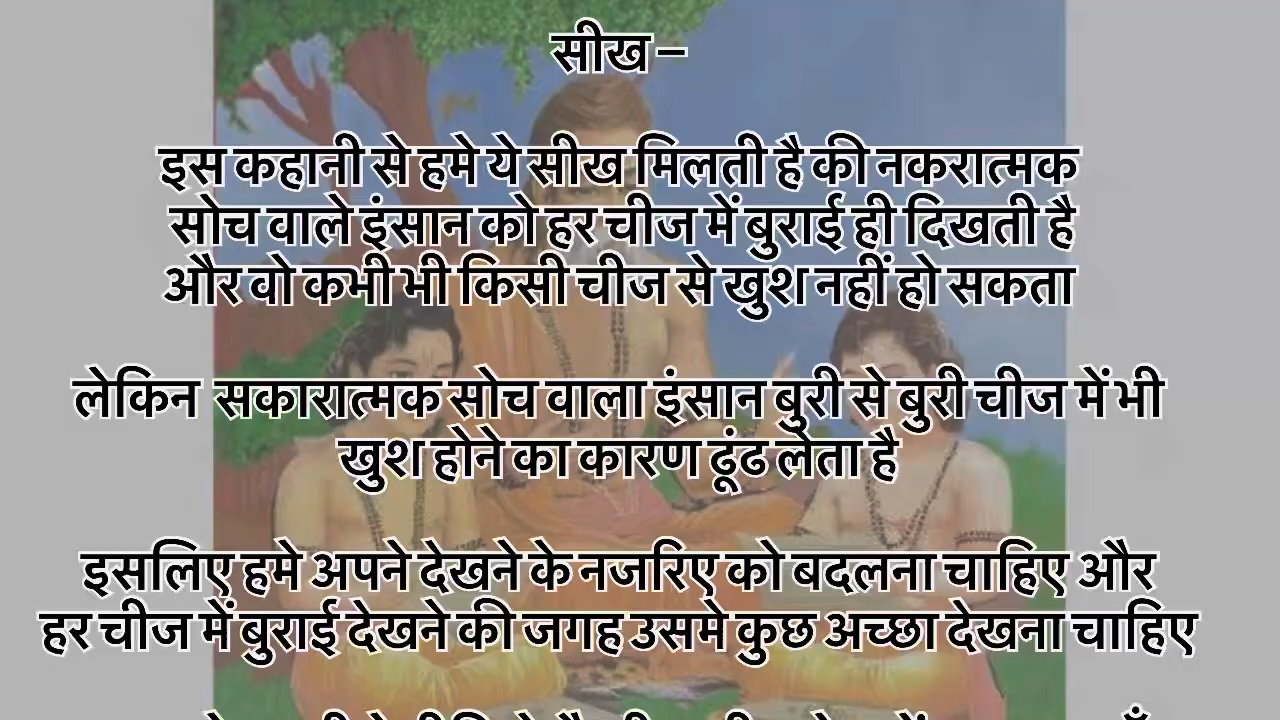 सीख –
इस कहानी से हमे ये सीख मिलती है की नकरात्मक
सोच वाले इंसान को हर चीज में बुराई ही दिखती है
और वो कभी भी किसी चीज से खुश नहीं हो सकता
लेकिन सकारात्मक सोच वाला इंसान बुरी से बुरी चीज में भी
खुश होने का कारण ढूंढ लेता है
इसलिए हमे अपने देखने के नजरिए को बदलना चाहिए और
हर चीज में बुराई देखने की जगह उसमे कुछ अच्छा देखना चाहिए